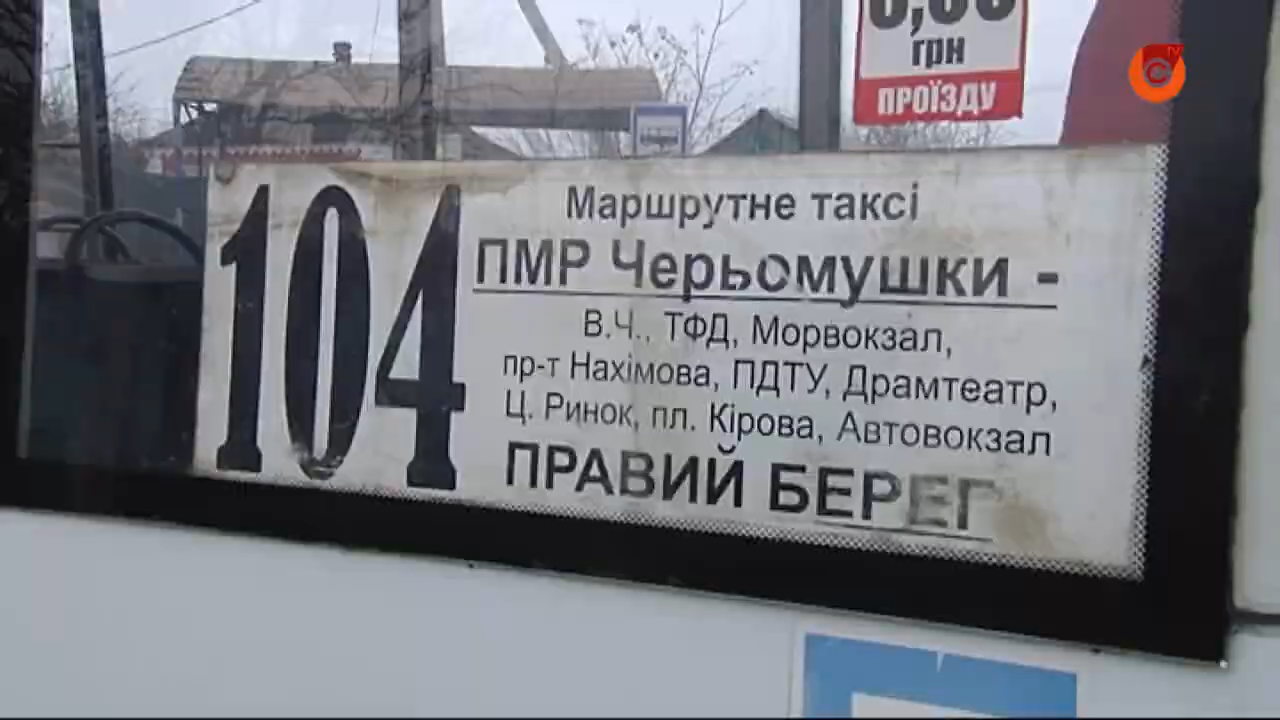 грн
ПРОЇЗДУ
TV
104
Маршрутне таксі
ПМР Черьомушки -
В.Ч., ТФД, Морвокзал,
пр-т Нахімова, ПДТУ, Драмтеатр,
Ц. Ринок, пл. Кірова, Автовокзал
ПРАВИЙ БЕРЕГ